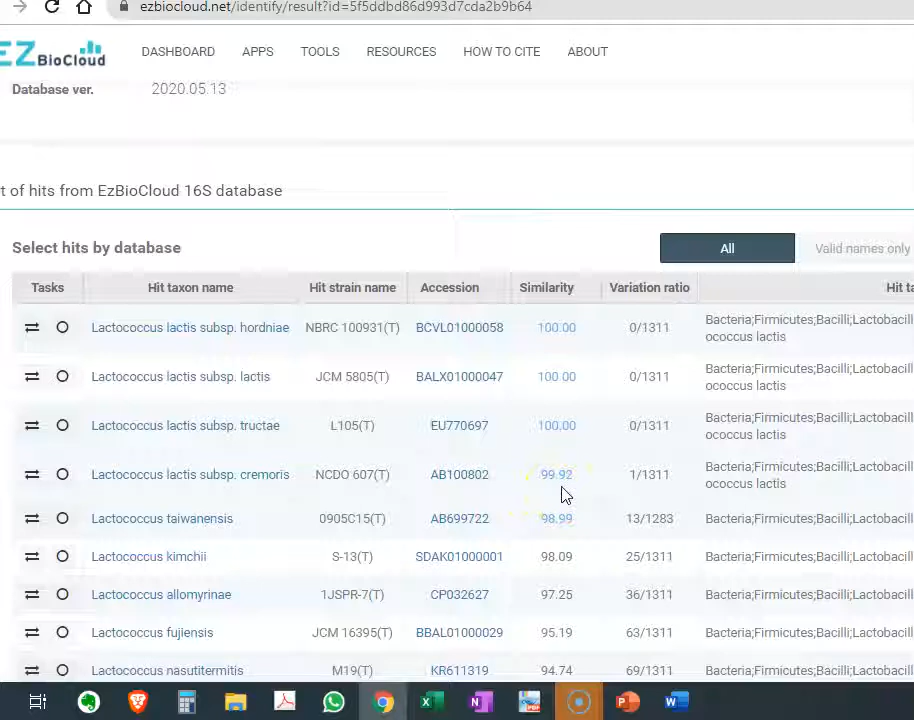 ezbiocloud.net/identify/result?id=5f5ddbd86d993d7cda2b9b64
EZBioCloud DASHBOARD APPS TOOLS RESOURCES HOW TO CITE ABOUT
Database ver. 2020.05.13
t of hits from EzBioCloud 16S database
Select hits by database All Valid names only
Tasks Hit taxon name Hit strain name Accession Similarity Variation ratio Hit ta
Lactococcus lactis subsp. hordniae NBRC 100931(T) BCVL01000058 100.00 0/1311 Bacteria;Firmicutes;Bacilli;Lactobacill
ococcus lactis
Lactococcus lactis subsp. lactis JCM 5805(T) BALX01000047 100.00 0/1311 Bacteria;Firmicutes;Bacilli;Lactobacill
ococcus lactis
Lactococcus lactis subsp. tructae L105(T) EU770697 100.00 0/1311 Bacteria;Firmicutes;Bacilli;Lactobacill
ococcus lactis
Lactococcus lactis subsp. cremoris NCDO 607(T) AB100802 99.92 1/1311 Bacteria;Firmicutes;Bacilli;Lactobacill
ococcus lactis
Lactococcus taiwanensis 0905C15(T) AB699722 98.99 13/1283 Bacteria;Firmicutes;Bacilli;Lactobacill
Lactococcus kimchii S-13(T) SDAK01000001 98.09 25/1311 Bacteria;Firmicutes;Bacilli;Lactobacill
Lactococcus allomyrinae 1JSPR-7(T) CP032627 97.25 36/1311 Bacteria;Firmicutes;Bacilli;Lactobacill
Lactococcus fujiensis JCM 16395(T) BBAL01000029 95.19 63/1311 Bacteria;Firmicutes;Bacilli;Lactobacill
Lactococcus nasutitermitis M19(T) KR611319 94.74 69/1311 Bacteria;Firmicutes;Bacilli;Lactobacill